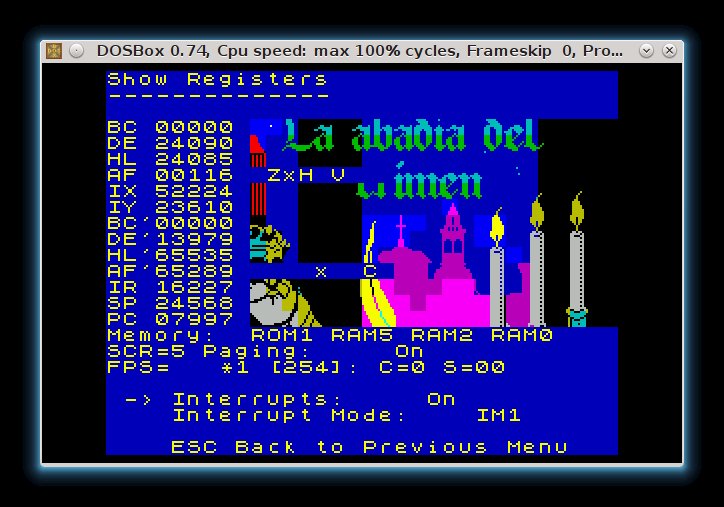 DOSBox 0.74, Cpu speed: max 100% cycles, Frameskip 0, Pro...
Show Registers
--------------
BC 00000
DE 24090
HL 24085
AF 00116 ZxH V
IX 52224
IY 23610
BC'00000
DE'13979
HL'65535
AF'65289 x C
IR 16227
SP 24568
PC 07997
La abadia del
imen
Memory: ROM1 RAM5 RAM2 RAM0
SCR=5 Paging: On
FPS= *1 [254]: C=0 S=00
-> Interrupts: On
Interrupt Mode: IM1
ESC Back to Previous Menu